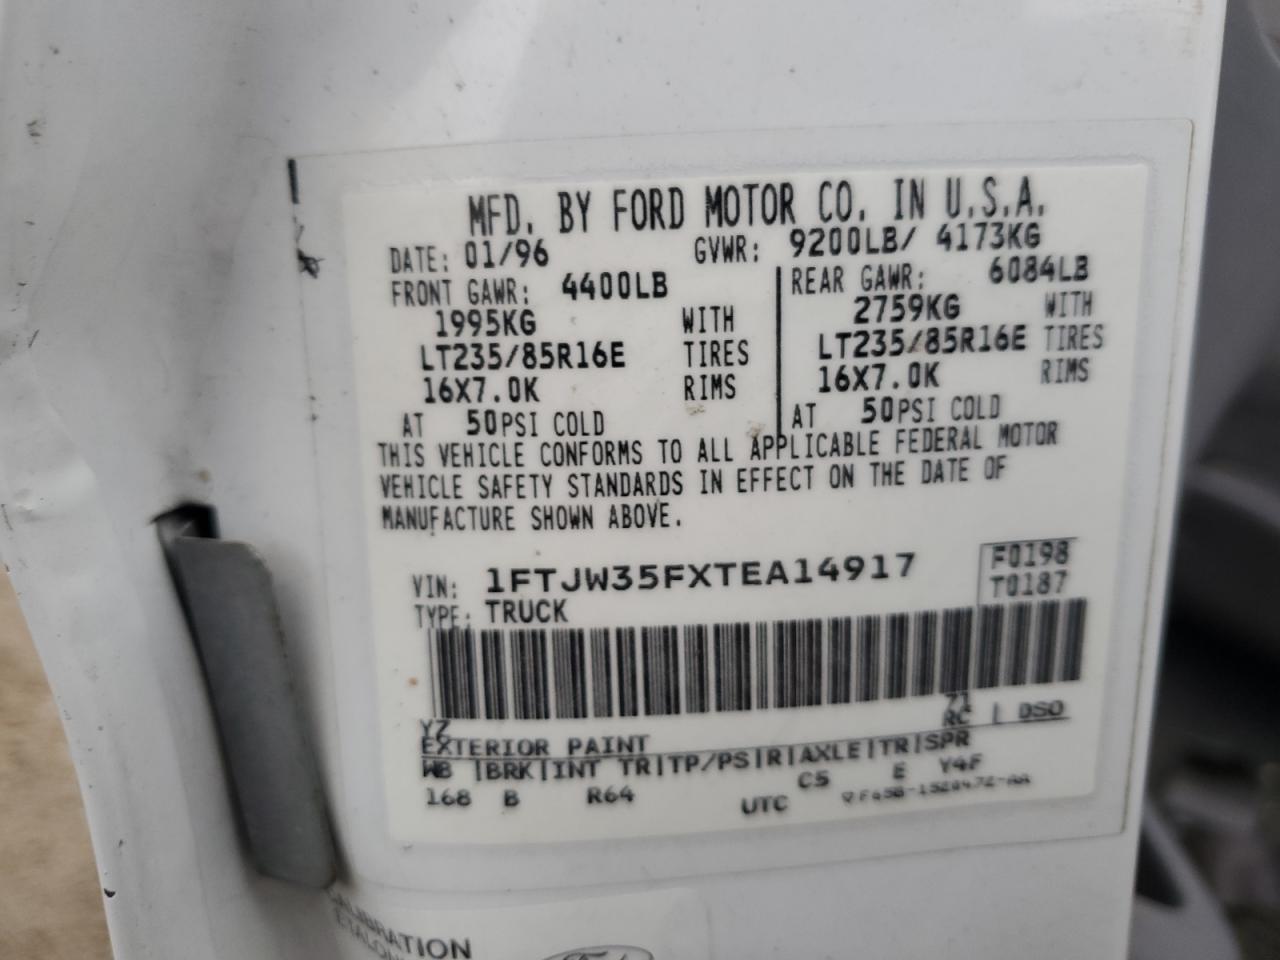 MFD. BY FORD MOTOR CO. IN U.S.A.
DATE: 01/96 GVWR: 9200LB/ 4173KG
FRONT GAWR: 4400LB REAR GAWR: 6084LB
1995KG WITH 2759KG WITH
LT235/85R16E TIRES LT235/85R16E TIRES
16X7.0K RIMS 16X7.0K RIMS
AT 50PSI COLD AT 50PSI COLD
THIS VEHICLE CONFORMS TO ALL APPLICABLE FEDERAL MOTOR
VEHICLE SAFETY STANDARDS IN EFFECT ON THE DATE OF
MANUFACTURE SHOWN ABOVE.
VIN: 1FTJW35FXTEA14917 F0198
T0187
TYPE: TRUCK
YZ 71
EXTERIOR PAINT RC | DSO
WB |BRK|INT TR|TP/PS|R|AXLE|TR|SPR
168 B R64 C5 E Y4F
UTC